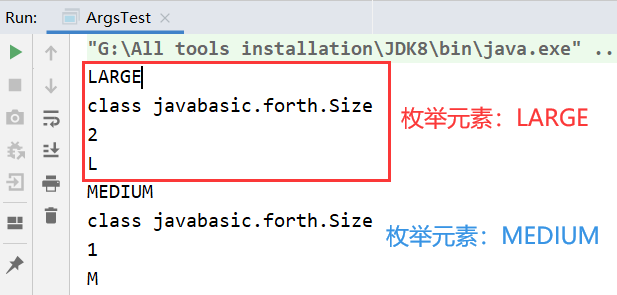 Run: ArgsTest
"G:\All tools installation\JDK8\bin\java.exe" ..
LARGE
class javabasic.forth.Size
2
L
枚举元素：LARGE
MEDIUM
class javabasic.forth.Size
1
M
枚举元素：MEDIUM